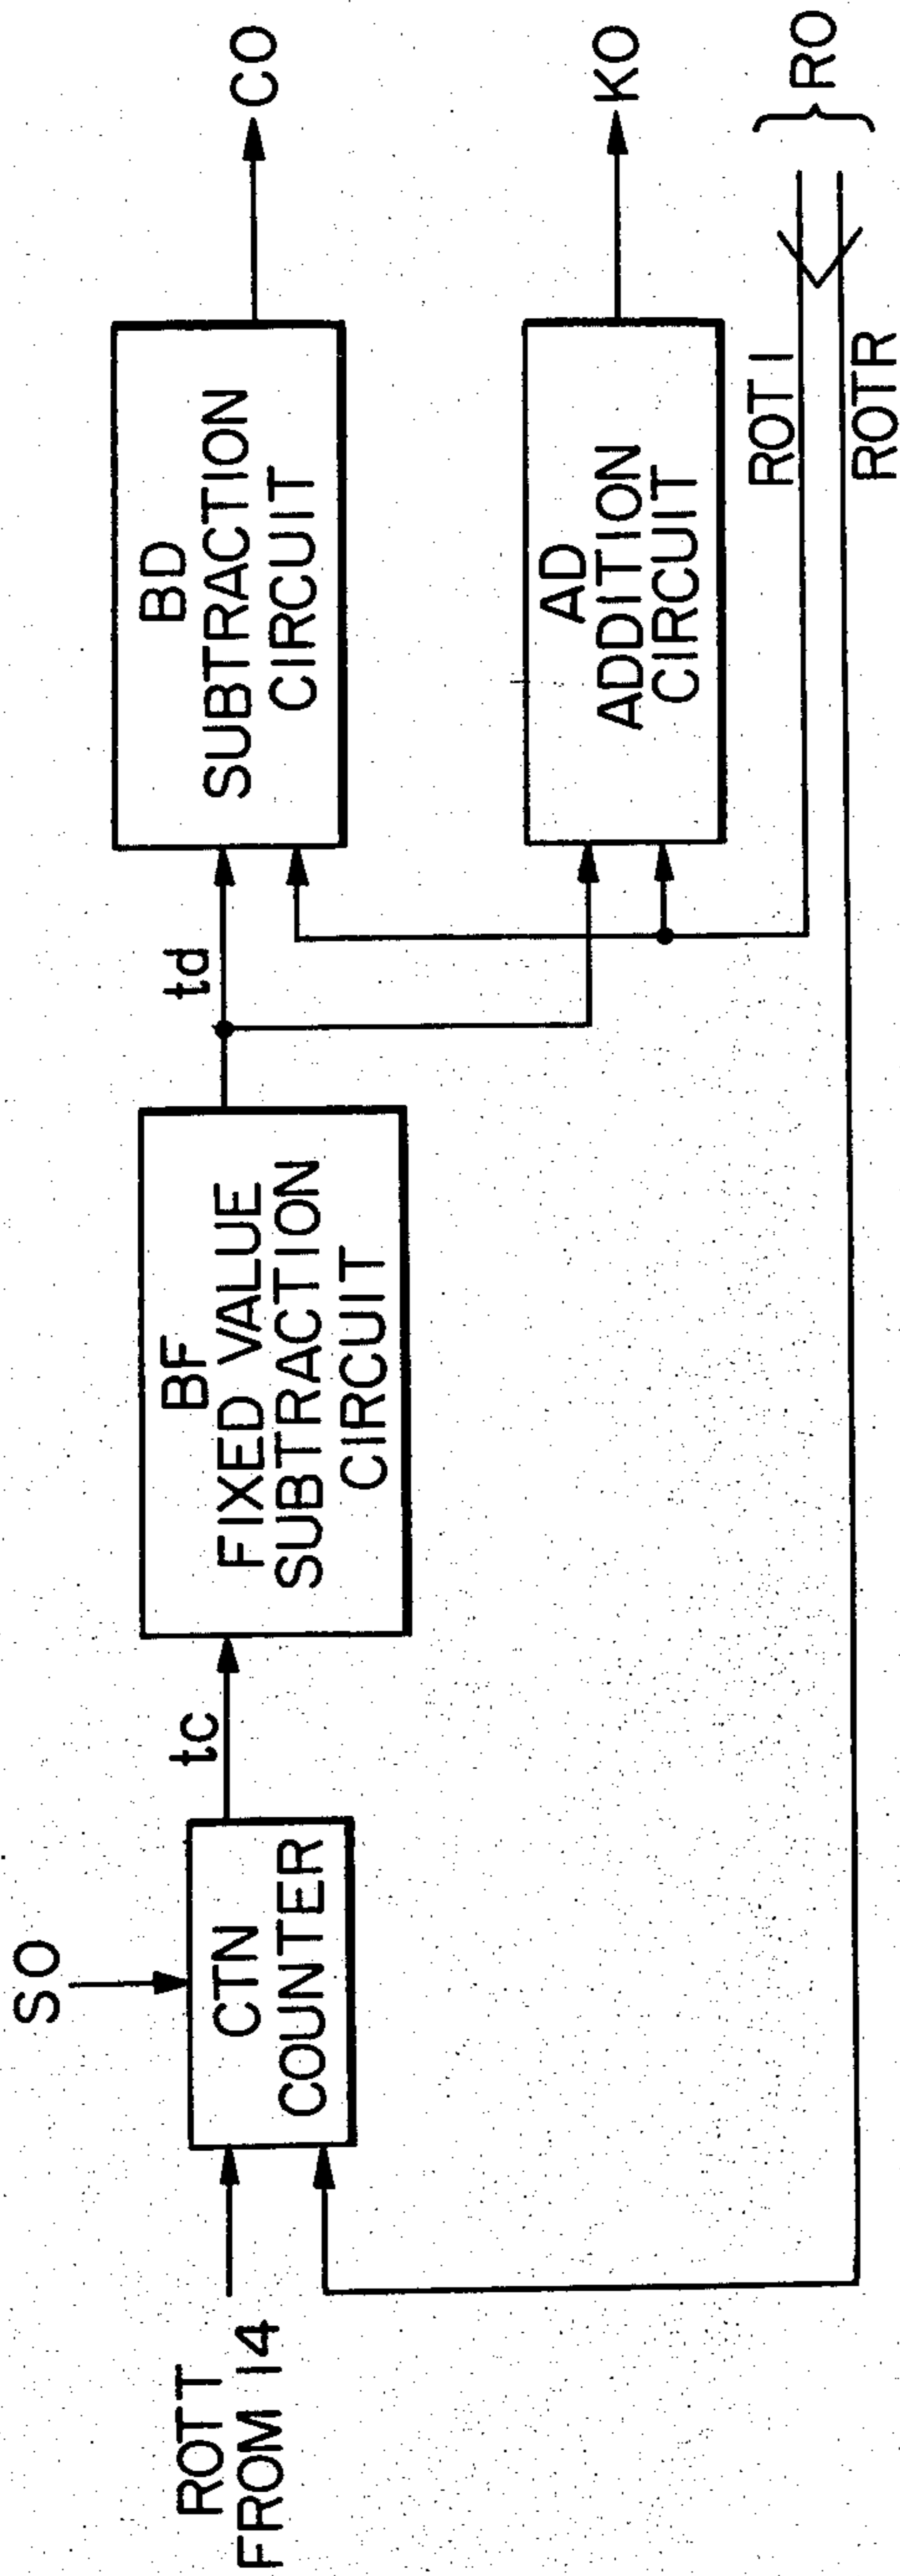 ROTT
FROM 14
SO
CTN
COUNTER
tc
BF
FIXED VALUE
SUBTRACTION
CIRCUIT
td
BD
SUBTRACTION
CIRCUIT
CO
AD
ADDITION
CIRCUIT
KO
ROT I
ROTR
RO